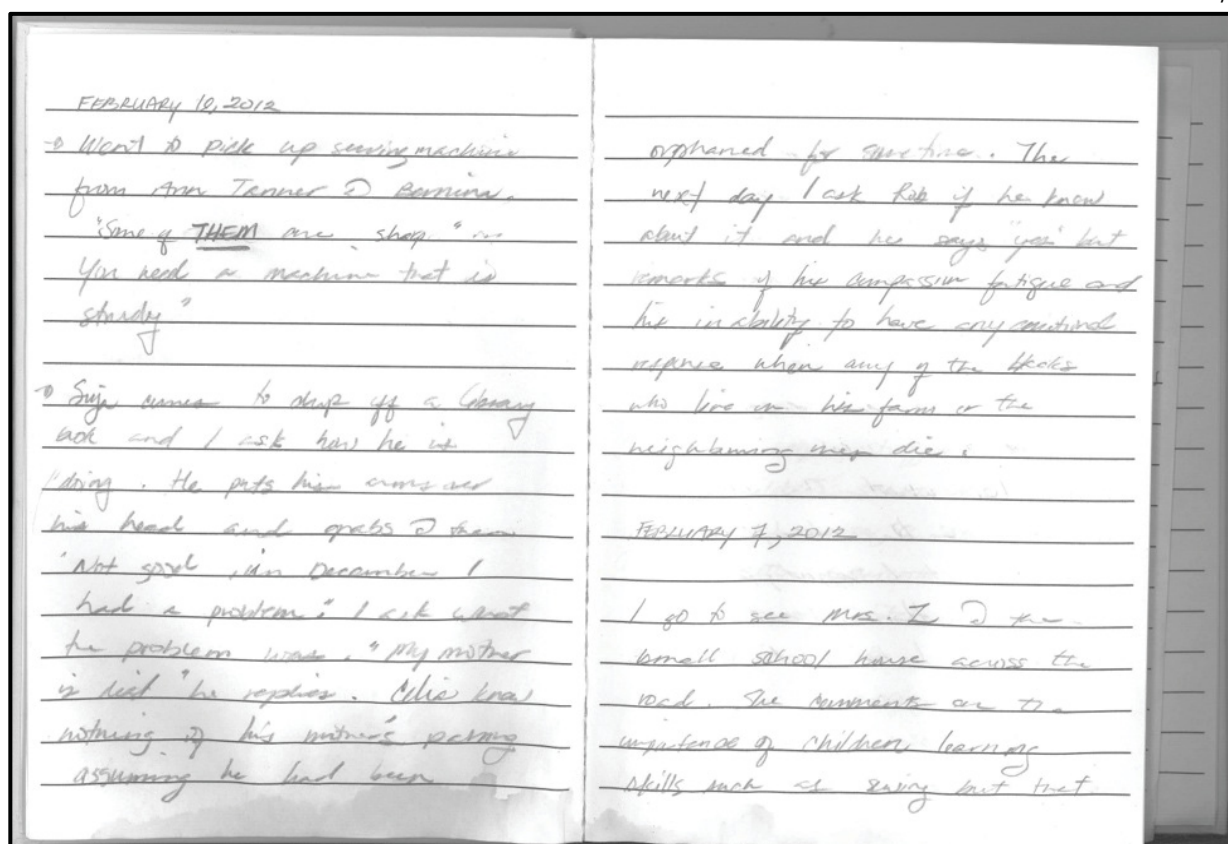 FEBRUARY 10, 2012
Went to pick up sewing machine
from Ann Tanner @ Bernina.
"Some of THEM are sharp"
You need a machine that is
sturdy"
comes to drop off a library
book and I ask how he is
doing. He puts his arms over
his head and grabs @ them
"Not good, in December I
had a problem." I ask what
the problem was. "My mother
is dead" he replies. Celia knew
nothing of his mother's passing
assuming he had been
orphaned for some time. The
next day I ask Rob if he knew
about it and he says "yes" but
remarks of his compassion fatigue and
his inability to have any emotional
response when any of the blacks
who live on his farm or the
neighbouring ones die.
FEBRUARY 7, 2012
I go to see Mrs. I @ the
small school house across the
road. She comments on the
importance of children learning
skills such as sewing but that